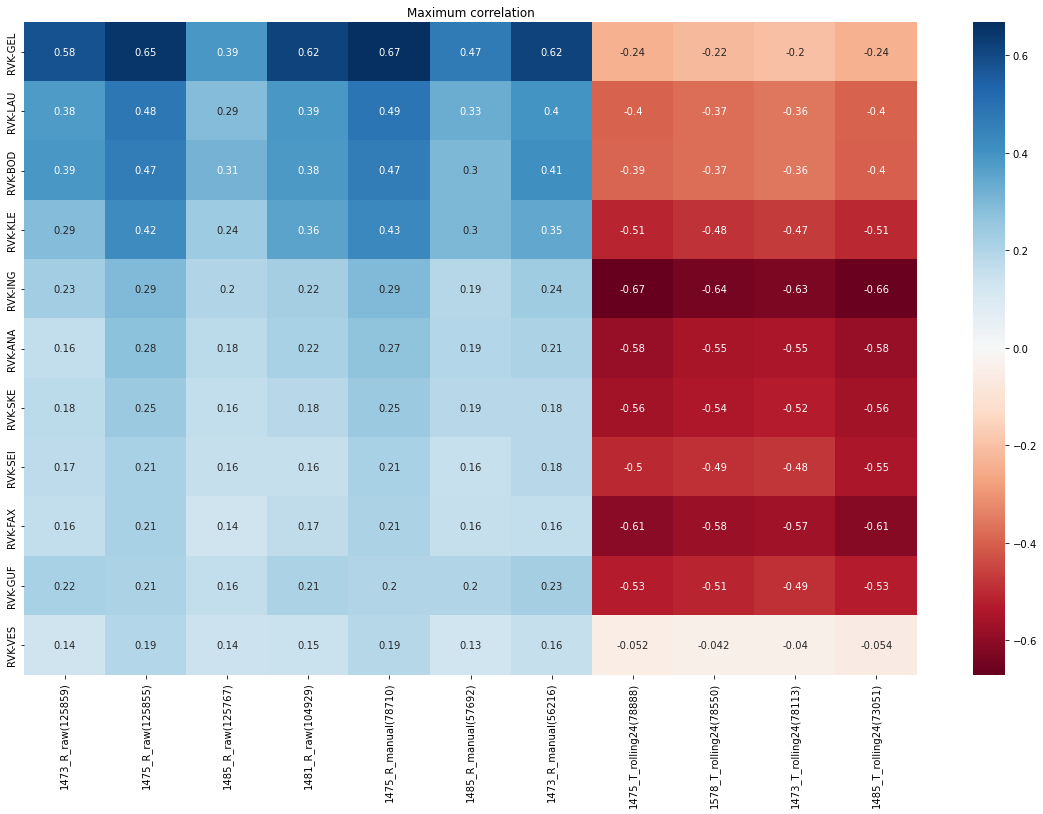 Maximum correlation
RVK-GEL 0.58 0.65 0.39 0.62 0.67 0.47 0.62 -0.24 -0.22 -0.2 -0.24
RVK-LAU 0.38 0.48 0.29 0.39 0.49 0.33 0.4 -0.4 -0.37 -0.36 -0.4
RVK-BOD 0.39 0.47 0.31 0.38 0.47 0.3 0.41 -0.39 -0.37 -0.36 -0.4
RVK-KLE 0.29 0.42 0.24 0.36 0.43 0.3 0.35 -0.51 -0.48 -0.47 -0.51
RVK-ING 0.23 0.29 0.2 0.22 0.29 0.19 0.24 -0.67 -0.64 -0.63 -0.66
RVK-ANA 0.16 0.28 0.18 0.22 0.27 0.19 0.21 -0.58 -0.55 -0.55 -0.58
RVK-SKE 0.18 0.25 0.16 0.18 0.25 0.19 0.18 -0.56 -0.54 -0.52 -0.56
RVK-SEI 0.17 0.21 0.16 0.16 0.21 0.16 0.18 -0.5 -0.49 -0.48 -0.55
RVK-FAX 0.16 0.21 0.14 0.17 0.21 0.16 0.16 -0.61 -0.58 -0.57 -0.61
RVK-GUF 0.22 0.21 0.16 0.21 0.2 0.2 0.23 -0.53 -0.51 -0.49 -0.53
RVK-VES 0.14 0.19 0.14 0.15 0.19 0.13 0.16 -0.052 -0.042 -0.04 -0.054
1473_R_raw(125859)
1475_R_raw(125855)
1485_R_raw(125767)
1481_R_raw(104929)
1475_R_manual(78710)
1485_R_manual(57692)
1473_R_manual(56216)
1475_T_rolling24(78888)
1578_T_rolling24(78550)
1473_T_rolling24(78113)
1485_T_rolling24(73051)
0.6
0.4
0.2
0.0
−0.2
−0.4
−0.6